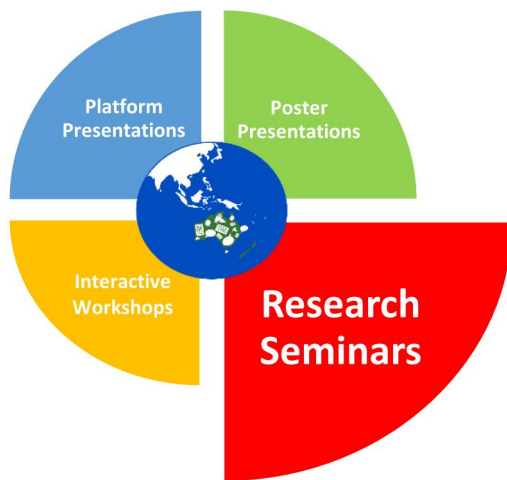 Platform
Presentations
Poster
Presentations
Interactive
Workshops
Research
Seminars